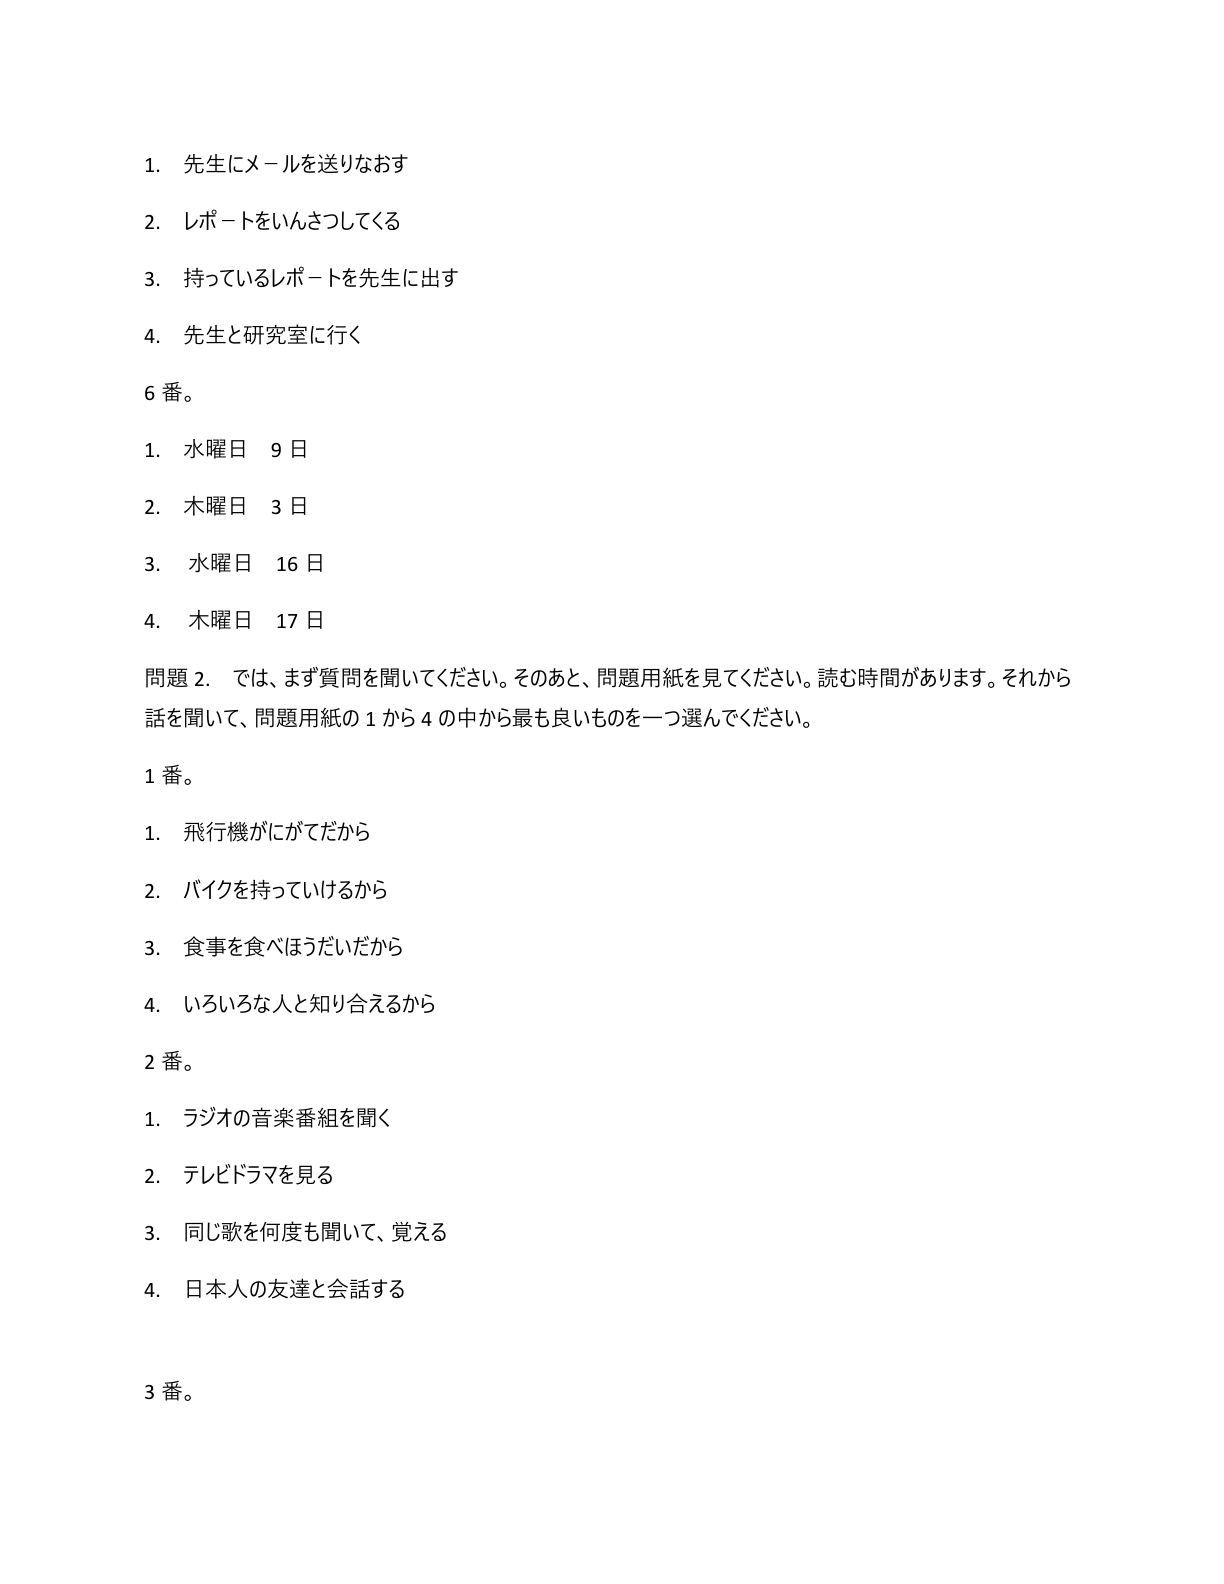 1. 先生にメールを送りなおす
2. レポートをいんさつしてくる
3. 持っているレポートを先生に出す
4. 先生と研究室に行く
6 番。
1. 水曜日　9 日
2. 木曜日　3 日
3. 水曜日　16 日
4. 木曜日　17 日
問題 2.　では、まず質問を聞いてください。そのあと、問題用紙を見てください。読む時間があります。それから
話を聞いて、問題用紙の 1 から 4 の中から最も良いものを一つ選んでください。
1 番。
1. 飛行機がにがてだから
2. バイクを持っていけるから
3. 食事を食べほうだいだから
4. いろいろな人と知り合えるから
2 番。
1. ラジオの音楽番組を聞く
2. テレビドラマを見る
3. 同じ歌を何度も聞いて、覚える
4. 日本人の友達と会話する
3 番。